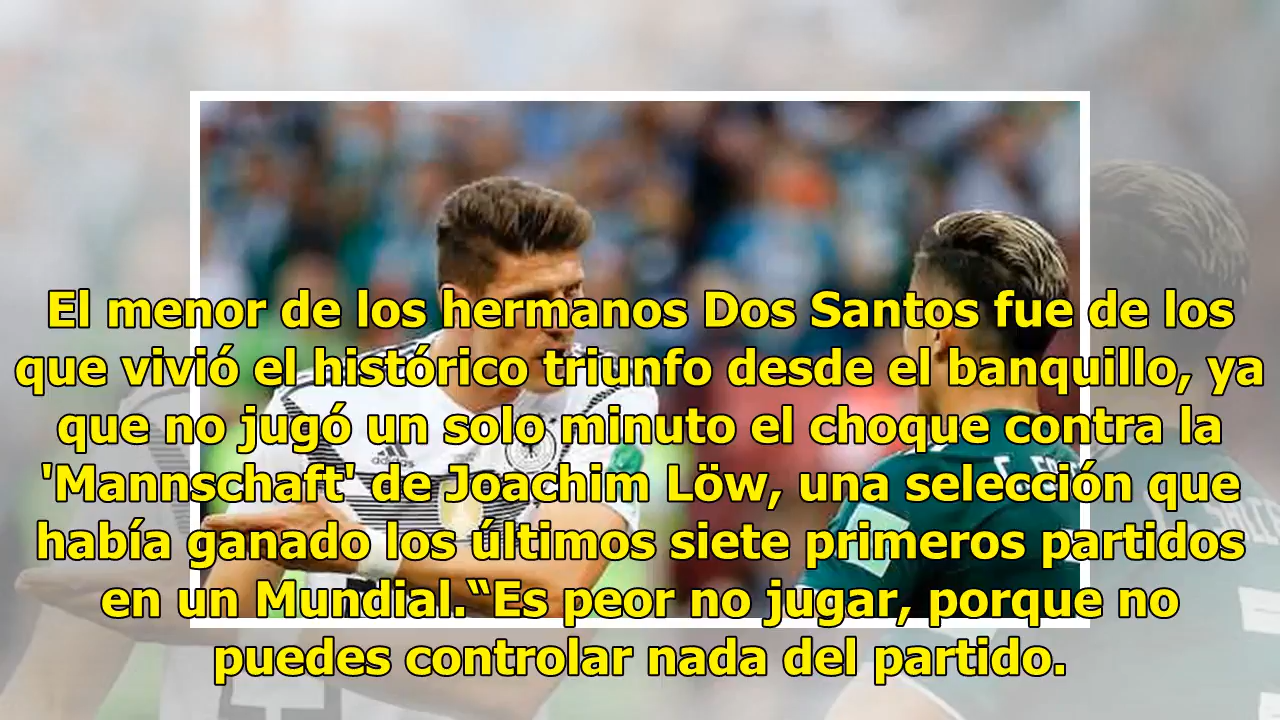 El menor de los hermanos Dos Santos fue de los
que vivió el histórico triunfo desde el banquillo, ya
que no jugó un solo minuto el choque contra la
'Mannschaft' de Joachim Löw, una selección que
había ganado los últimos siete primeros partidos
en un Mundial.“Es peor no jugar, porque no
puedes controlar nada del partido.
adidas